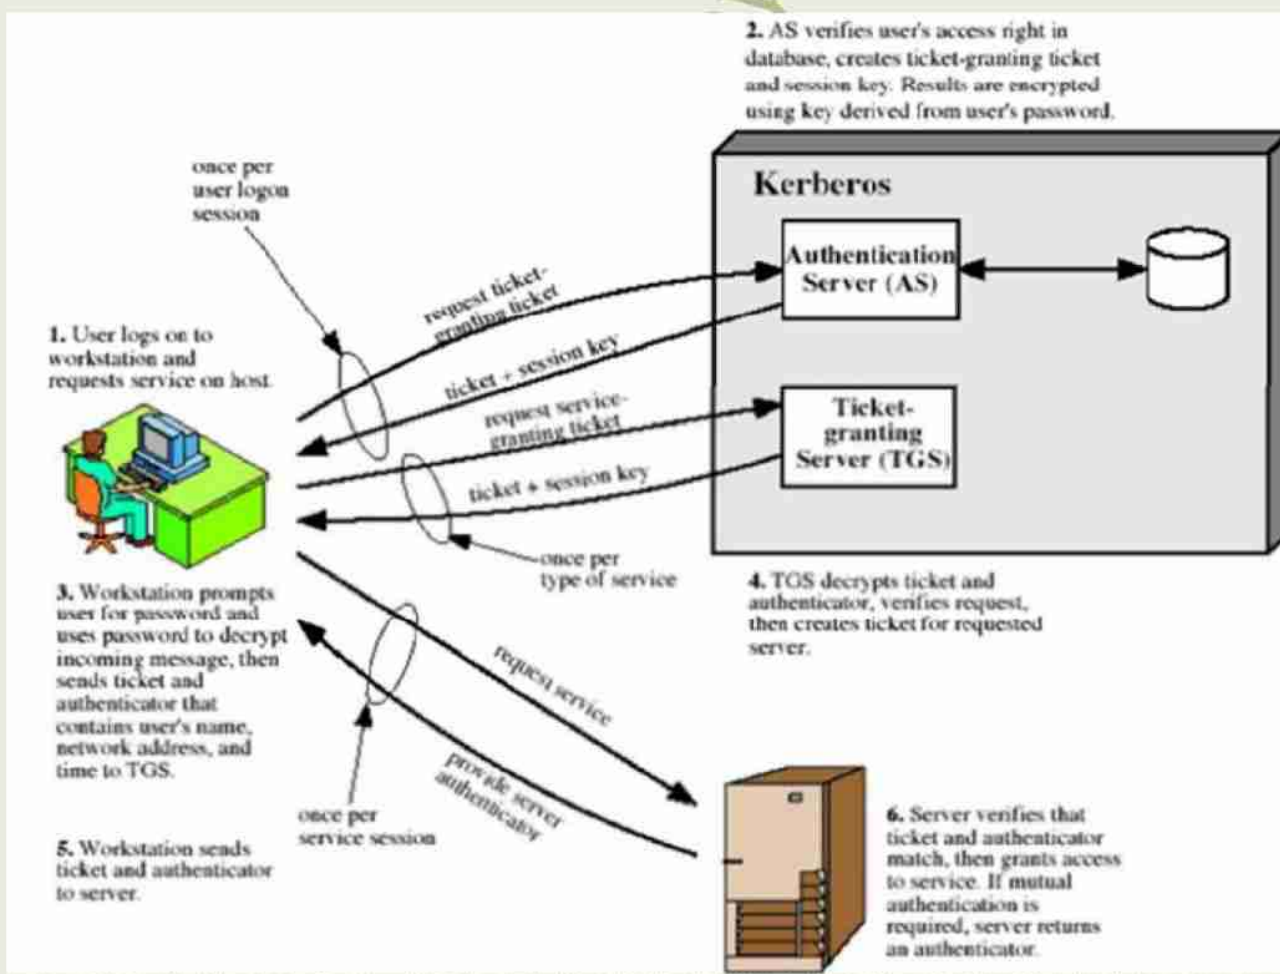 2. AS verifies user's access right in
database, creates ticket-granting ticket
and session key. Results are encrypted
using key derived from user's password.
once per
user logon
session
Kerberos
Authentication
Server (AS)
request ticket-
granting ticket
1. User logs on to
workstation and
requests service on host.
ticket + session key
request service-
granting ticket
Ticket-
granting
Server (TGS)
ticket + session key
once per
type of service
3. Workstation prompts
user for password and
uses password to decrypt
incoming message, then
sends ticket and
authenticator that
contains user's name,
network address, and
time to TGS.
4. TGS decrypts ticket and
authenticator, verifies request,
then creates ticket for requested
server.
request service
provide server
authenticator
once per
service session
5. Workstation sends
ticket and authenticator
to server.
6. Server verifies that
ticket and authenticator
match, then grants access
to service. If mutual
authentication is
required, server returns
an authenticator.